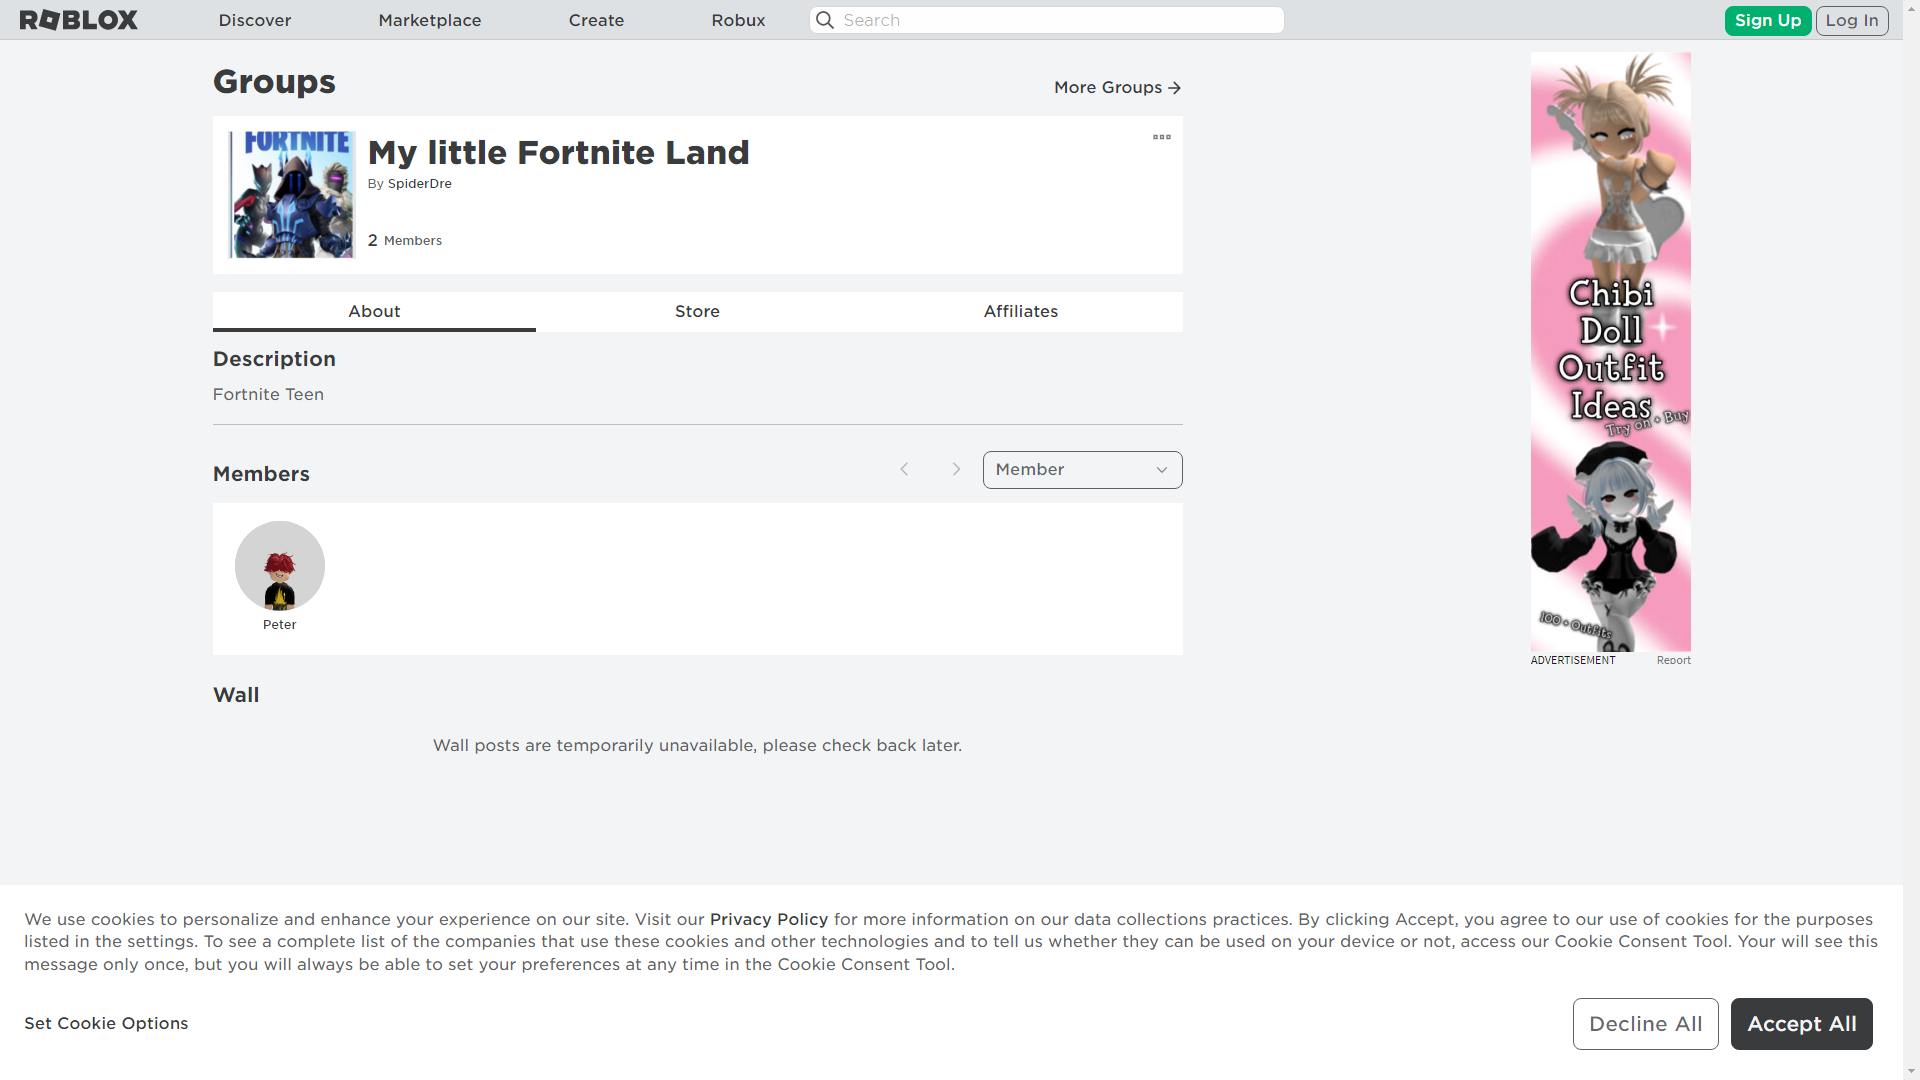 ROBLOX
Discover
Marketplace
Create
Robux
Search
Sign Up
Log In
Groups
More Groups
FORTNITE
My little Fortnite Land
By SpiderDre
2 Members
About
Store
Affiliates
Description
Fortnite Teen
Members
Member
Peter
Wall
Wall posts are temporarily unavailable, please check back later.
Chibi
Doll
Outfit
Ideas
Try on + Buy
100 + Outfits
ADVERTISEMENT
Report
We use cookies to personalize and enhance your experience on our site. Visit our Privacy Policy for more information on our data collections practices. By clicking Accept, you agree to our use of cookies for the purposes
listed in the settings. To see a complete list of the companies that use these cookies and other technologies and to tell us whether they can be used on your device or not, access our Cookie Consent Tool. Your will see this
message only once, but you will always be able to set your preferences at any time in the Cookie Consent Tool.
Set Cookie Options
Decline All
Accept All